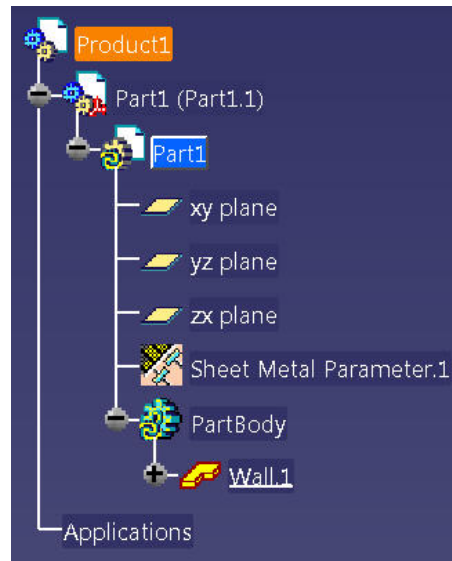 Product1
Part1 (Part1.1)
Part1
xy plane
yz plane
zx plane
Sheet Metal Parameter.1
PartBody
Wall.1
Applications